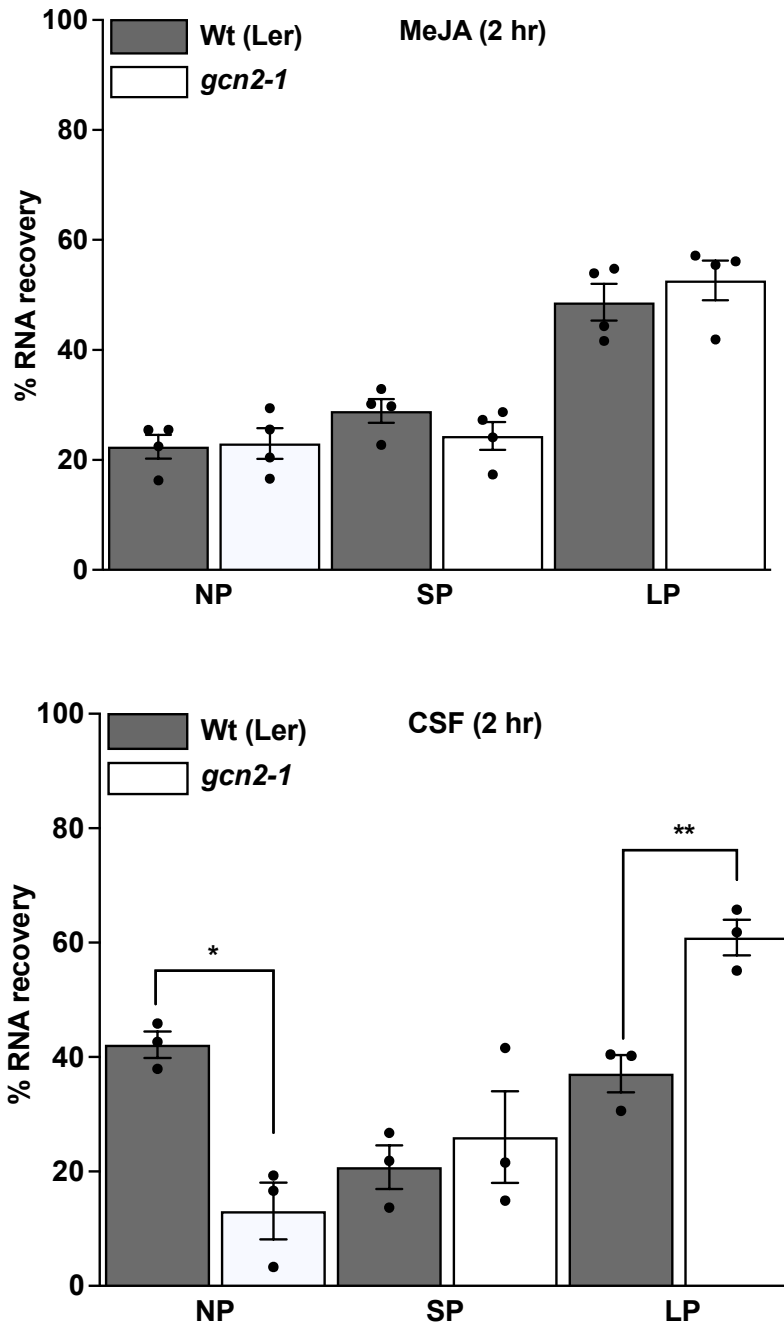 100
Wt (Ler)
MeJA (2 hr)
gcn2-1
80
60
40
20
0
% RNA recovery
NP SP LP
100
Wt (Ler)
CSF (2 hr)
gcn2-1
80
**
60
*
40
20
0
% RNA recovery
NP SP LP